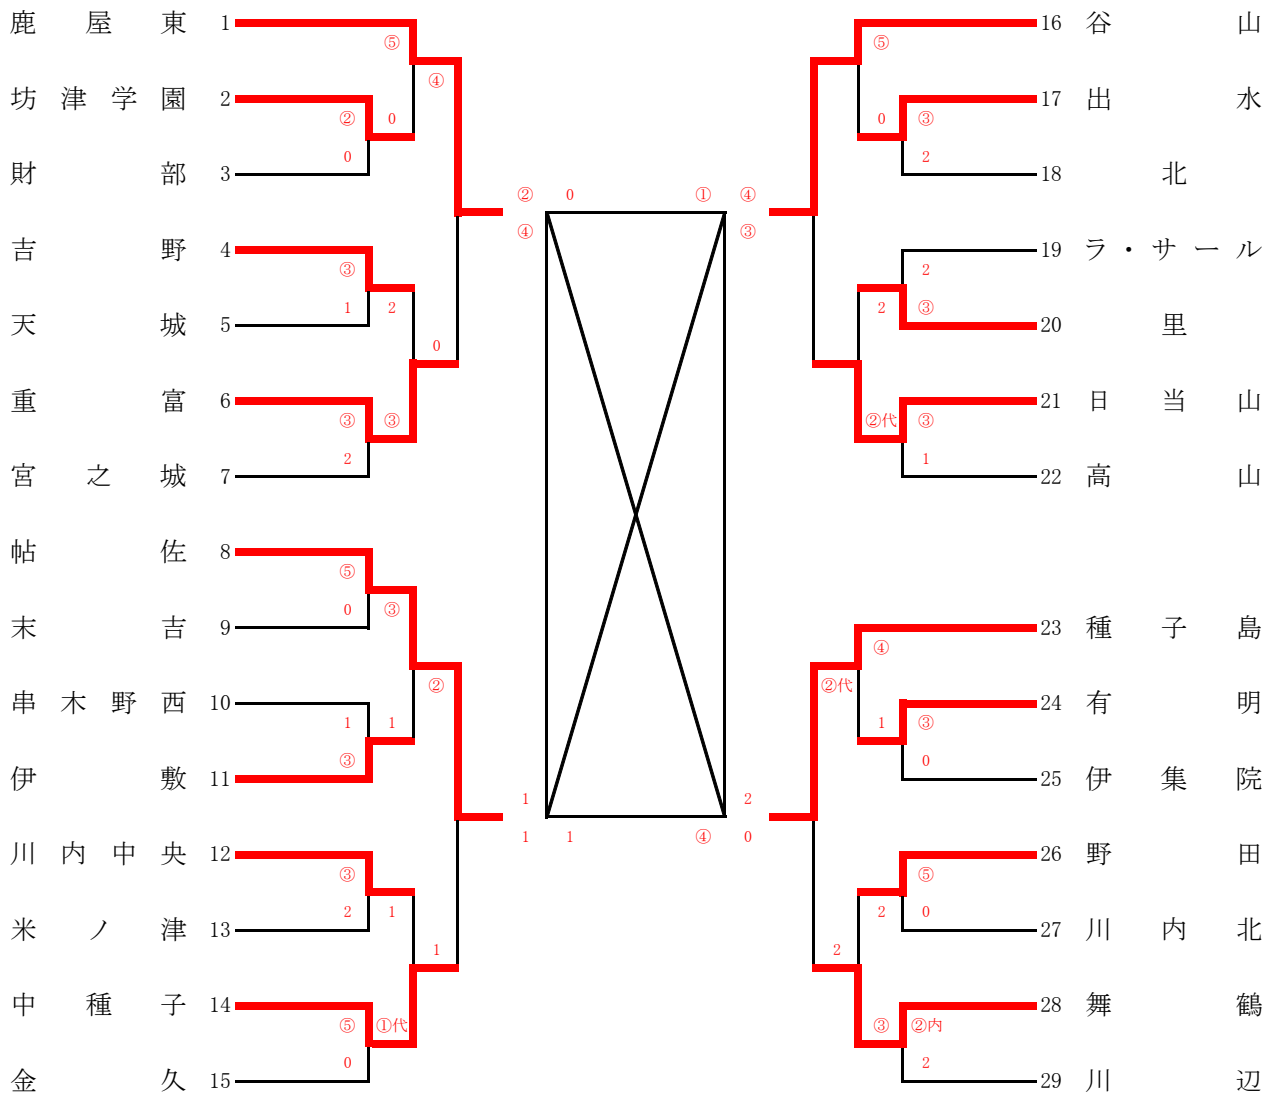 鹿屋東 1
⑤
④
坊津学園 2
② 0
0
財部 3
② 0
④
吉野 4
③
1 2
天城 5
0
重富 6
③ ③
2
宮之城 7
帖佐 8
⑤
0 ③
末吉 9
②
串木野西 10
1 1
③
伊敷 11
1
1 1
川内中央 12
③
2 1
米ノ津 13
1
中種子 14
⑤ ①代
0
金久 15
16 谷山
⑤
17 出水
0 ③
2
18 北
① ④
③
19 ラ・サール
2
2 ③
20 里
21 日当山
②代 ③
1
22 高山
23 種子島
④
②代
24 有明
1 ③
0
25 伊集院
2
④ 0
26 野田
⑤
2 0
27 川内北
2
28 舞鶴
③ ②内
2
29 川辺